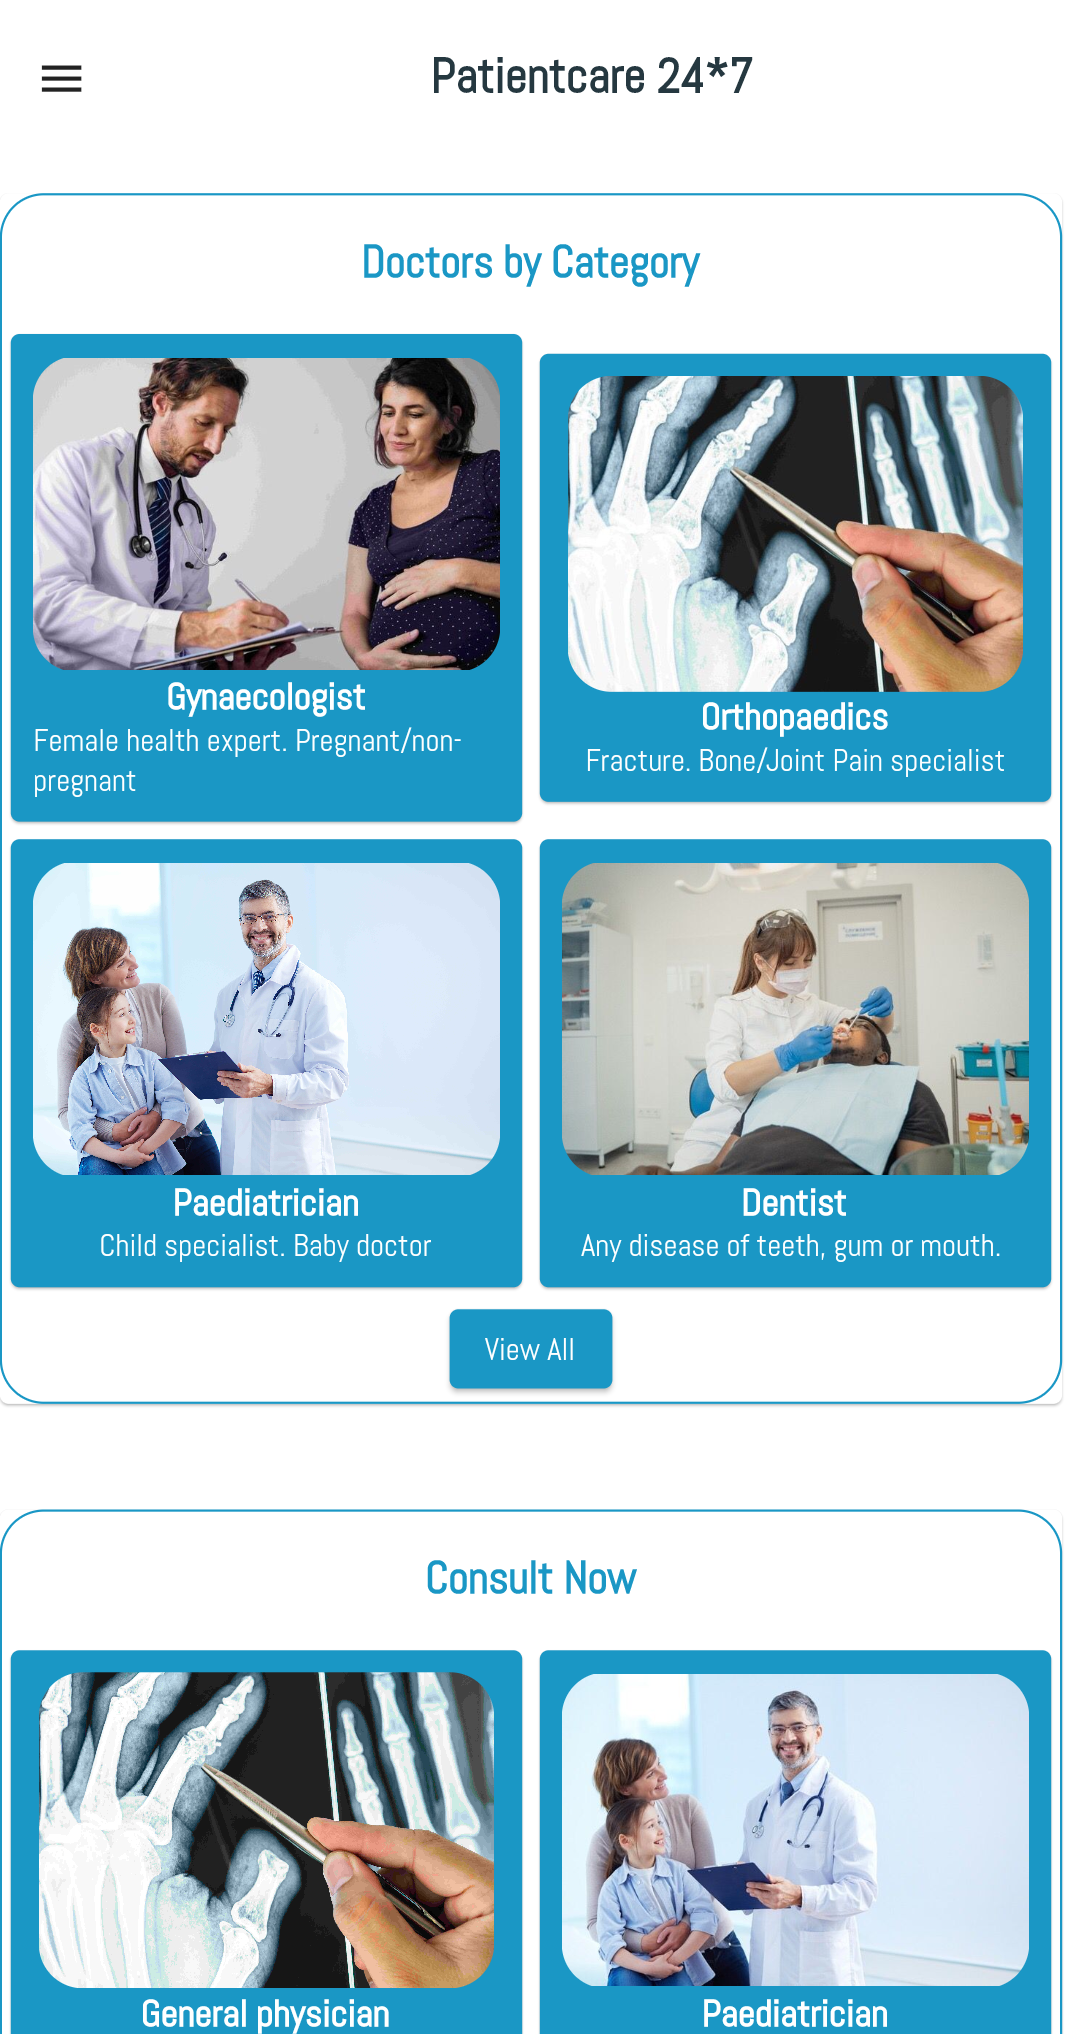 Patientcare 24*7
Doctors by Category
Gynaecologist
Female health expert. Pregnant/non-
pregnant
Orthopaedics
Fracture. Bone/Joint Pain specialist
Paediatrician
Child specialist. Baby doctor
Dentist
Any disease of teeth, gum or mouth.
View All
Consult Now
General physician
Paediatrician